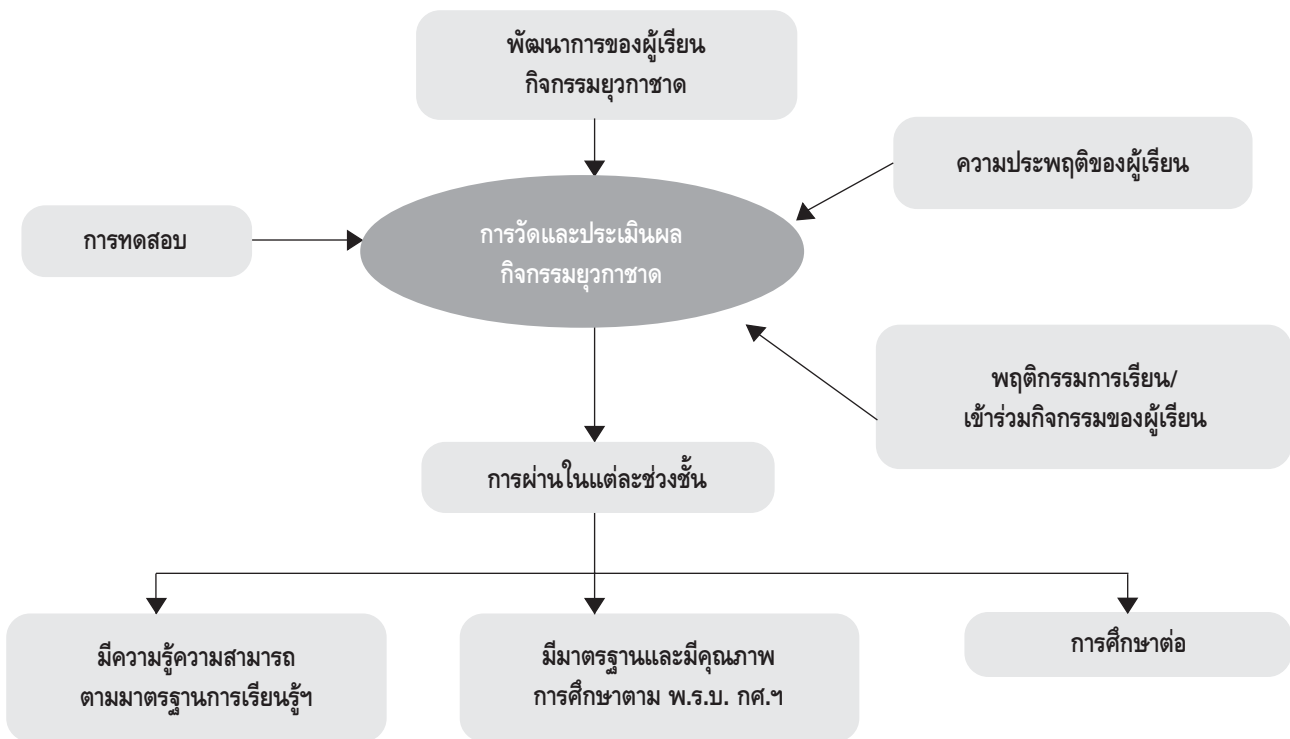 พัฒนาการของผู้เรียน
กิจกรรมยุวกาชาด
ความประพฤติของผู้เรียน
การทดสอบ
การวัดและประเมินผล
กิจกรรมยุวกาชาด
พฤติกรรมการเรียน/
เข้าร่วมกิจกรรมของผู้เรียน
การผ่านในแต่ละช่วงชั้น
มีความรู้ความสามารถ
ตามมาตรฐานการเรียนรู้ฯ
มีมาตรฐานและมีคุณภาพ
การศึกษาตาม พ.ร.บ. กศ.ฯ
การศึกษาต่อ